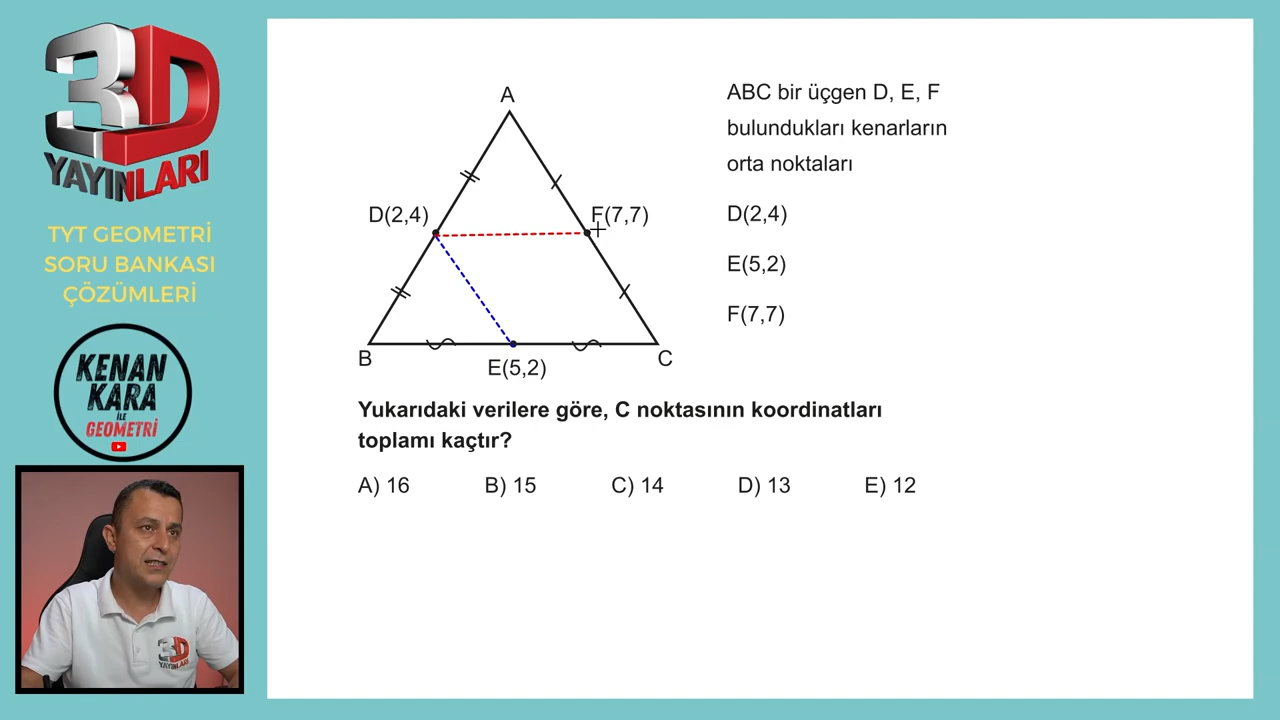 3D
YAYINLARI
TYT GEOMETRİ
SORU BANKASI
ÇÖZÜMLERİ
KENAN
KARA
İLE
GEOMETRİ
3D
YAYINLARI
A
D(2,4)
F(7,7)
B
C
E(5,2)
ABC bir üçgen D, E, F
bulundukları kenarların
orta noktaları
D(2,4)
E(5,2)
F(7,7)
Yukarıdaki verilere göre, C noktasının koordinatları
toplamı kaçtır?
A) 16 B) 15 C) 14 D) 13 E) 12